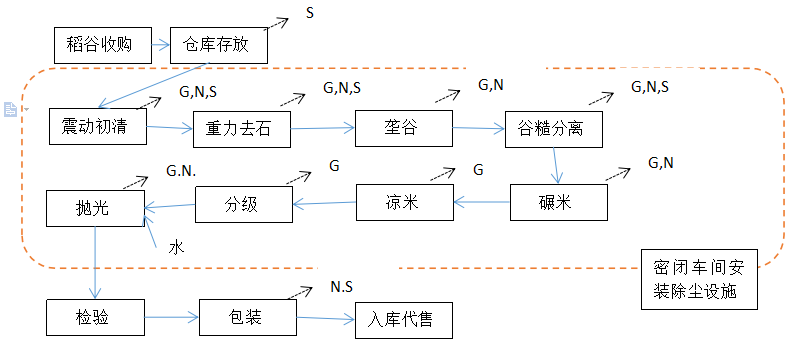 S
稻谷收购
仓库存放
G,N,S
G,N,S
G,N
G,N,S
震动初清
重力去石
垄谷
谷糙分离
G.N.
G
G
G,N
抛光
分级
凉米
碾米
水
密闭车间安
装除尘设施
N.S
检验
包装
入库代售